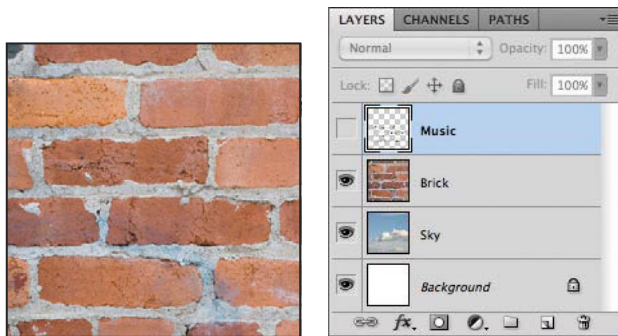 LAYERS CHANNELS PATHS
Normal Opacity: 100%
Lock: Fill: 100%
Music
Brick
Sky
Background
fx